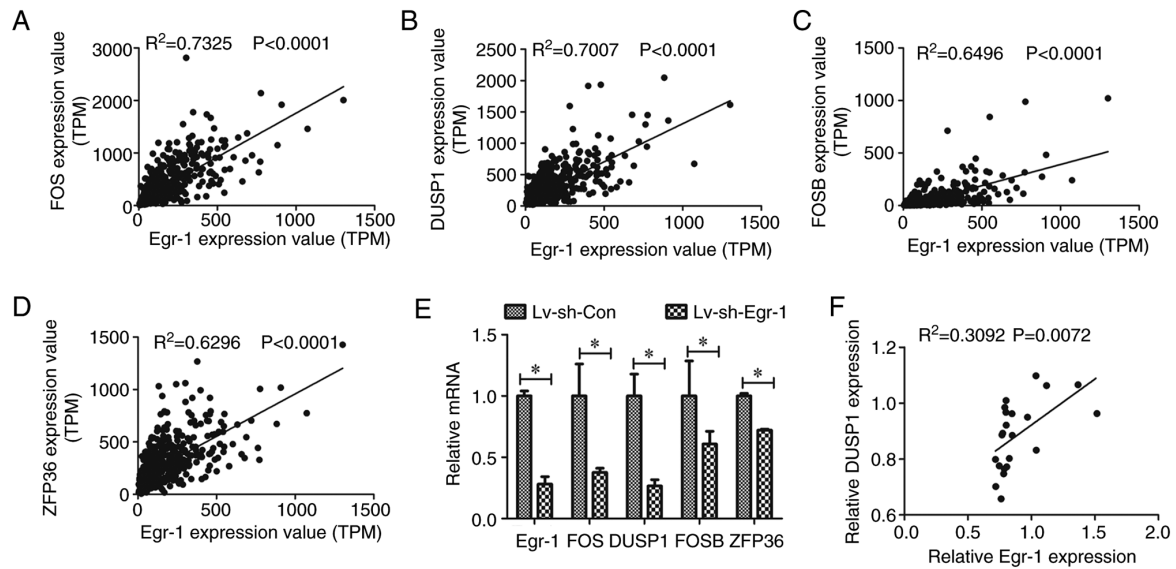 A
R²=0.7325 P<0.0001
FOS expression value
(TPM)
3000
2000
1000
0
0 500 1000 1500
Egr-1 expression value (TPM)
B
R²=0.7007 P<0.0001
DUSP1 expression value
(TPM)
2500
2000
1500
1000
500
0
0 500 1000 1500
Egr-1 expression value (TPM)
C
R²=0.6496 P<0.0001
FOSB expression value
(TPM)
1500
1000
500
0
0 500 1000 1500
Egr-1 expression value (TPM)
D
R²=0.6296 P<0.0001
ZFP36 expression value
(TPM)
1500
1000
500
0
0 500 1000 1500
Egr-1 expression value (TPM)
E
Lv-sh-Con Lv-sh-Egr-1
Relative mRNA
1.5
1.0
0.5
0.0
* * * * *
Egr-1 FOS DUSP1 FOSB ZFP36
F
R²=0.3092 P=0.0072
Relative DUSP1 expression
1.2
1.0
0.8
0.6
0.0 0.5 1.0 1.5 2.0
Relative Egr-1 expression